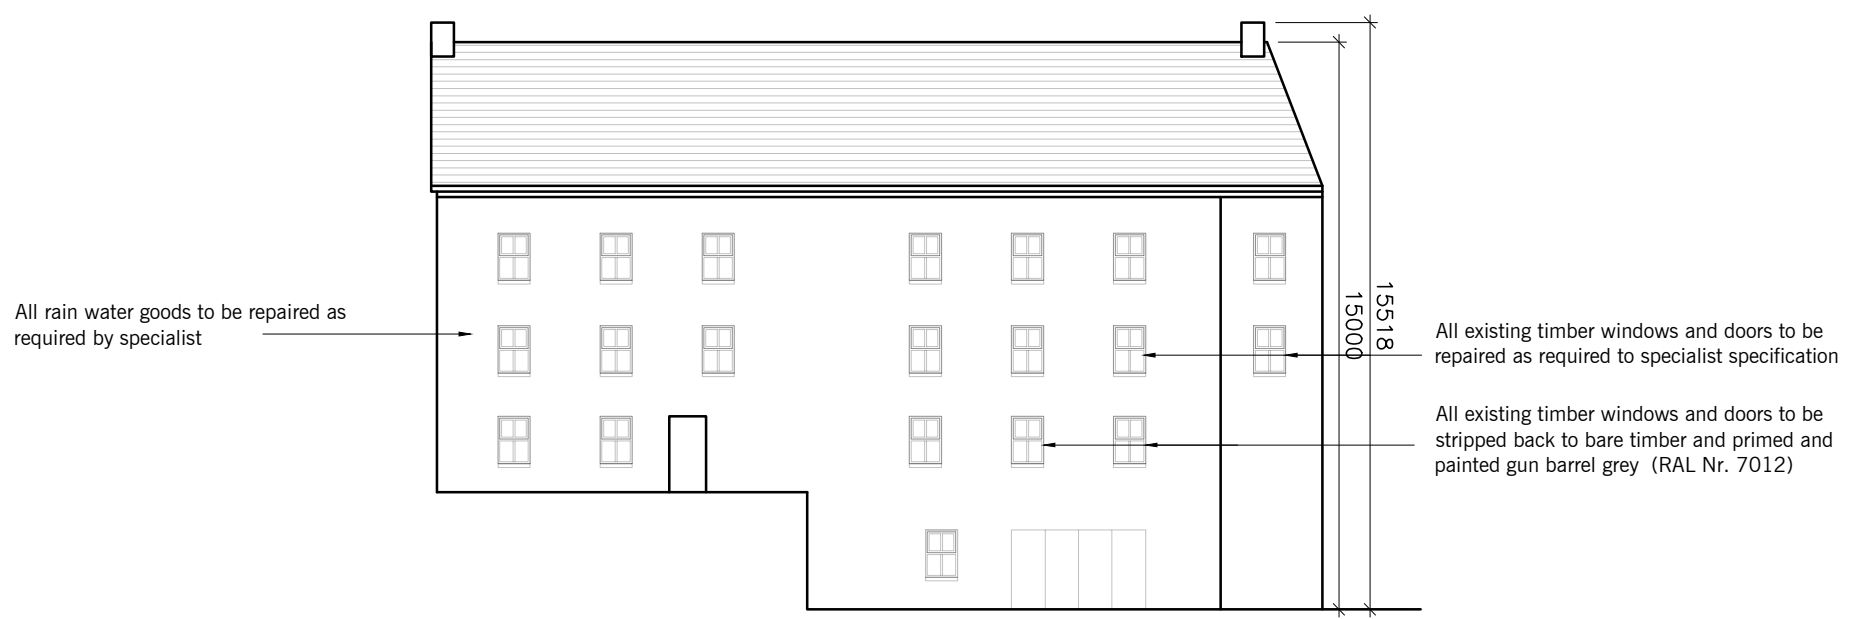 All rain water goods to be repaired as
required by specialist
15000
15518
All existing timber windows and doors to be
repaired as required to specialist specification
All existing timber windows and doors to be
stripped back to bare timber and primed and
painted gun barrel grey (RAL Nr. 7012)